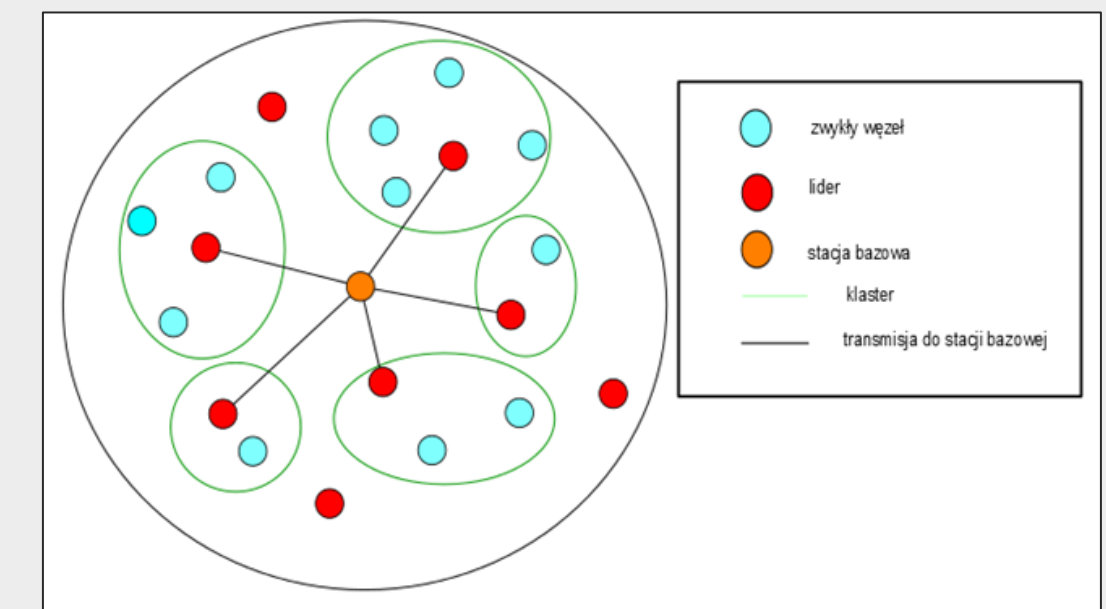 zwykły węzeł
lider
stacja bazowa
klaster
transmisja do stacji bazowej